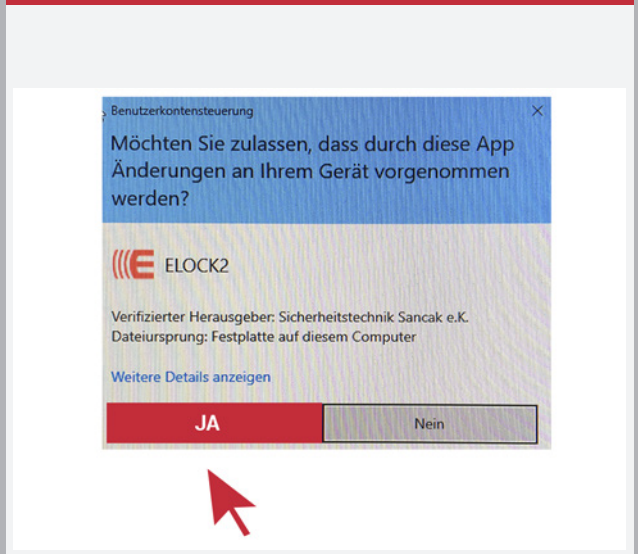 Benutzerkontensteuerung
Möchten Sie zulassen, dass durch diese App
Änderungen an Ihrem Gerät vorgenommen
werden?
E ELOCK2
Verifizierter Herausgeber: Sicherheitstechnik Sancak e.K.
Dateiursprung: Festplatte auf diesem Computer
Weitere Details anzeigen
JA Nein